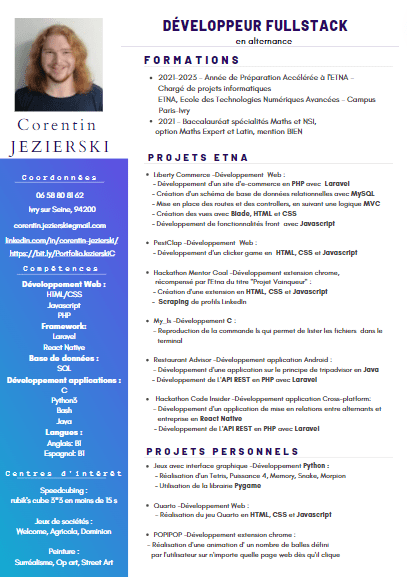 Corentin
JEZIERSKI
Coordonnées
06 58 80 81 62
Ivry sur Seine, 94200
corentin.jezierski@gmail.com
linkedin.com/in/corentin-jezierski/
https://bit.ly/PortfolioJezierskiC
Compétences
Développement Web :
HTML/CSS
Javascript
PHP
Framework:
Laravel
React Native
Base de données :
SQL
Développement applications :
C
Python3
Bash
Java
Langues :
Anglais: B1
Espagnol: B1
Centres d'intérêt
Speedcubing :
rubik's cube 3*3 en moins de 15 s
Jeux de sociétés :
Welcome, Agricola, Dominion
Peinture :
Surréalisme, Op art, Street Art
DÉVELOPPEUR FULLSTACK
en alternance
FORMATIONS
• 2021-2023 - Année de Préparation Accélérée à l'ETNA -
Chargé de projets informatiques
ETNA, Ecole des Technologies Numériques Avancées - Campus
Paris-Ivry
• 2021 - Baccalauréat spécialités Maths et NSI,
option Maths Expert et Latin, mention BIEN
PROJETS ETNA
• Liberty Commerce -Développement Web :
- Développement d'un site d'e-commerce en PHP avec Laravel
- Création d'un schéma de base de données relationnelles avec MySQL
- Mise en place des routes et des controllers, en suivant une logique MVC
- Création des vues avec Blade, HTML et CSS
- Développement de fonctionnalités front avec Javascript
• PestClap -Développement Web :
- Développement d'un clicker game en HTML, CSS et Javascript
• Hackathon Mentor Goal -Développement extension chrome,
récompensé par l'Etna du titre "Projet Vainqueur" :
- Création d'une extension en HTML, CSS et Javascript
- Scraping de profils LinkedIn
• My_ls -Développement C :
- Reproduction de la commande ls qui permet de lister les fichiers dans le
terminal
• Restaurant Advisor -Développement application Android :
- Développement d'une application sur le principe de tripadvisor en Java
- Développement de L'API REST en PHP avec Laravel
• Hackathon Code Insider -Développement application Cross-platform:
- Développement d'un application de mise en relations entre alternants et
entreprise en React Native
- Développement de L'API REST en PHP avec Laravel
PROJETS PERSONNELS
• Jeux avec interface graphique -Développement Python :
- Réalisation d'un Tetris, Puissance 4, Memory, Snake, Morpion
- Utilisation de la librairie Pygame
• Quarto -Développement Web :
- Réalisation du jeu Quarto en HTML, CSS et Javascript
• POPIPOP -Développement extension chrome :
- Réalisation d'une animation d' un nombre de balles défini
par l'utilisateur sur n'importe quelle page web dès qu'il clique